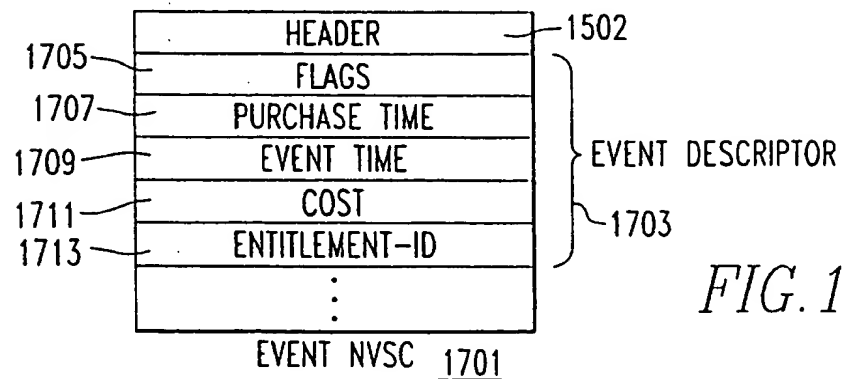 HEADER 1502
1705 FLAGS
1707 PURCHASE TIME
1709 EVENT TIME EVENT DESCRIPTOR
1711 COST
1713 ENTITLEMENT-ID 1703
FIG. 1
EVENT NVSC 1701